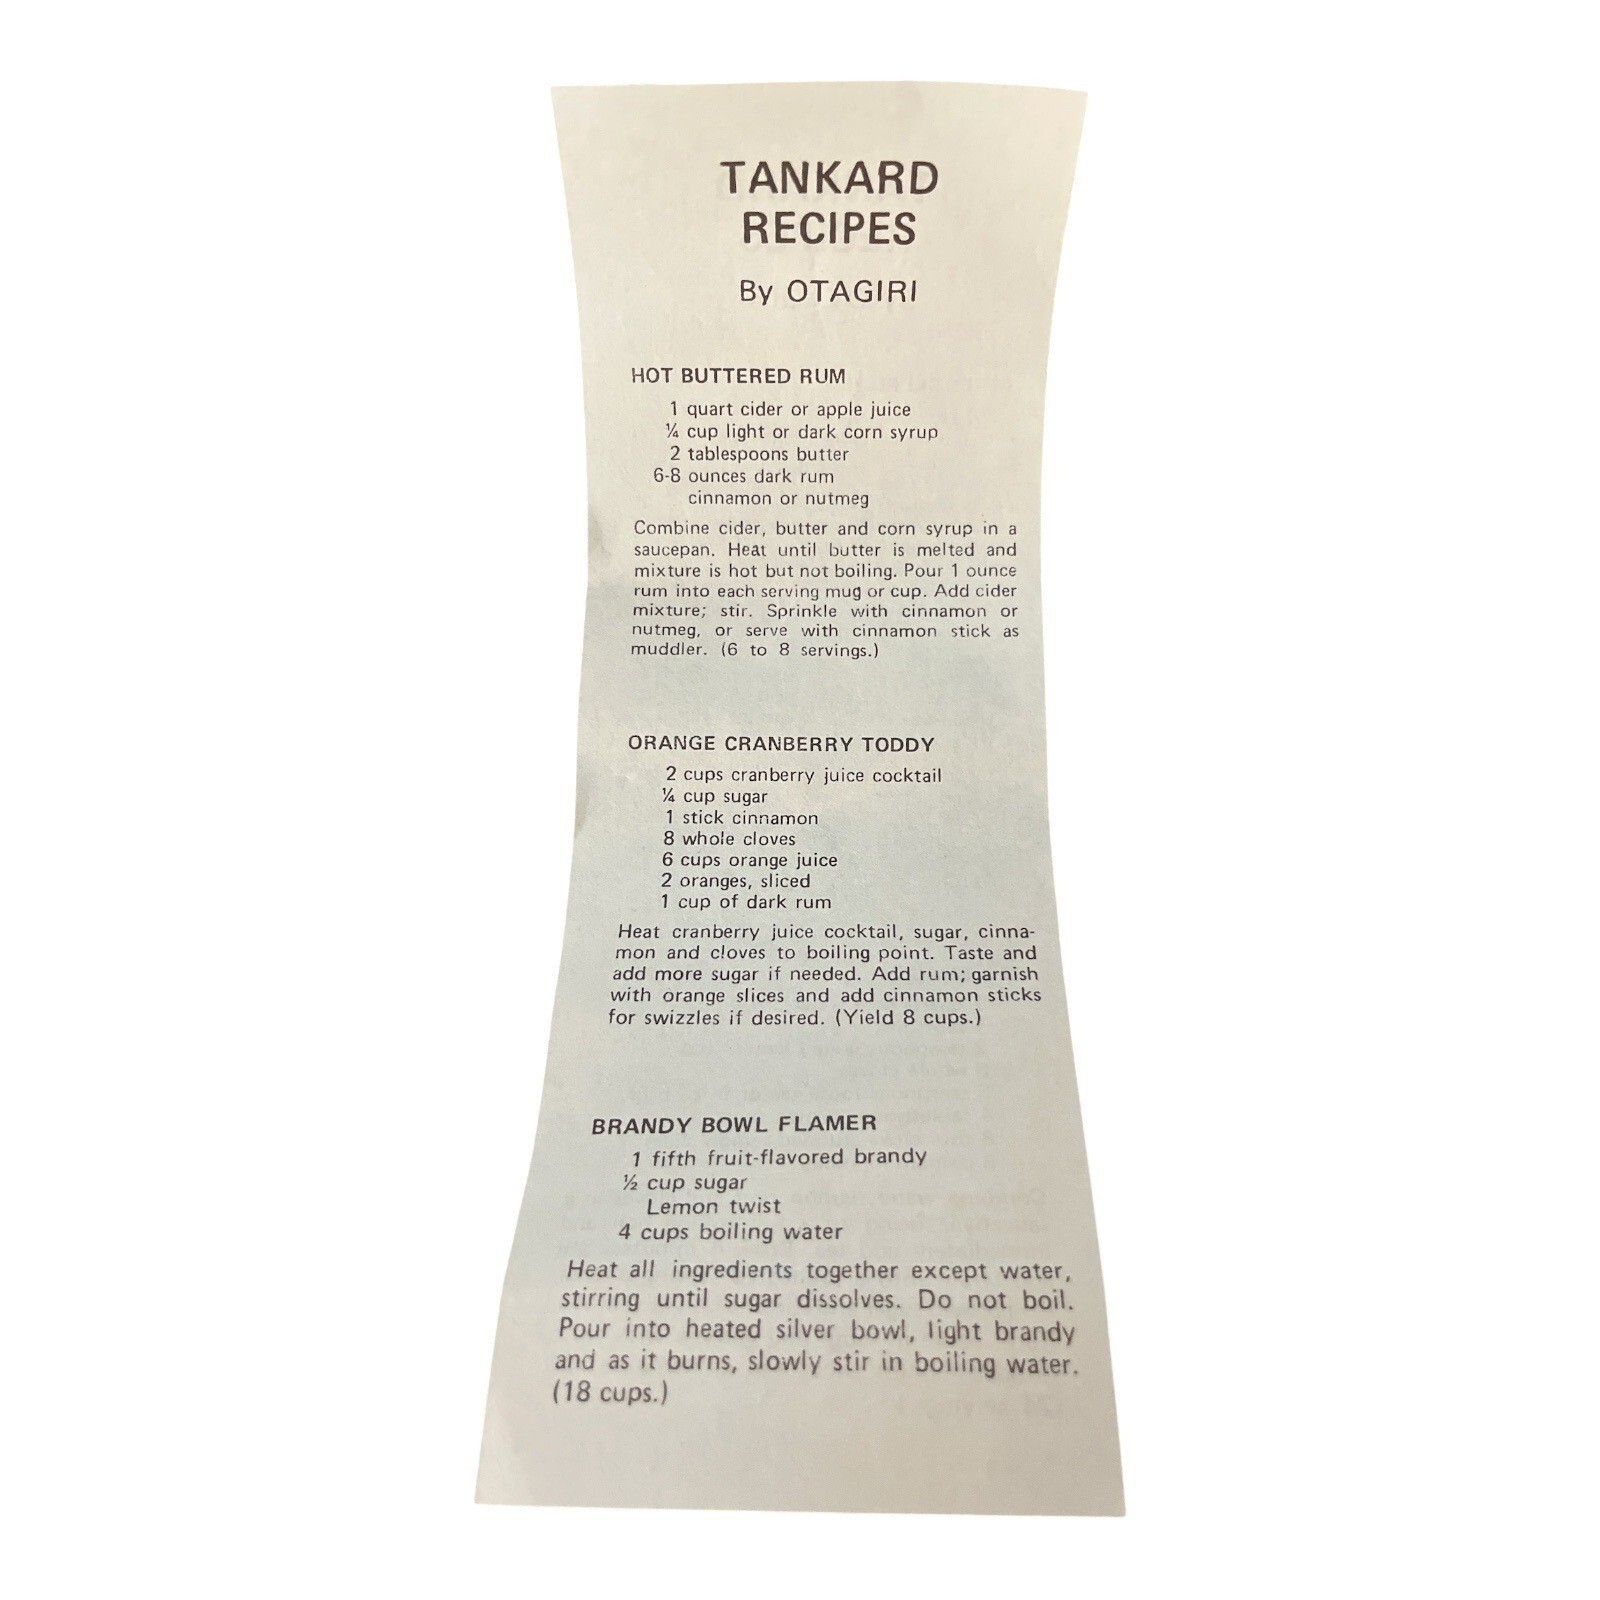 TANKARD
RECIPES
By OTAGIRI
HOT BUTTERED RUM
1 quart cider or apple juice
¼ cup light or dark corn syrup
2 tablespoons butter
6-8 ounces dark rum
cinnamon or nutmeg
Combine cider, butter and corn syrup in a
saucepan. Heat until butter is melted and
mixture is hot but not boiling. Pour 1 ounce
rum into each serving mug or cup. Add cider
mixture; stir. Sprinkle with cinnamon or
nutmeg, or serve with cinnamon stick as
muddler. (6 to 8 servings.)
ORANGE CRANBERRY TODDY
2 cups cranberry juice cocktail
¼ cup sugar
1 stick cinnamon
8 whole cloves
6 cups orange juice
2 oranges, sliced
1 cup of dark rum
Heat cranberry juice cocktail, sugar, cinna-
mon and cloves to boiling point. Taste and
add more sugar if needed. Add rum; garnish
with orange slices and add cinnamon sticks
for swizzles if desired. (Yield 8 cups.)
BRANDY BOWL FLAMER
1 fifth fruit-flavored brandy
½ cup sugar
Lemon twist
4 cups boiling water
Heat all ingredients together except water,
stirring until sugar dissolves. Do not boil.
Pour into heated silver bowl, light brandy
and as it burns, slowly stir in boiling water.
(18 cups.)